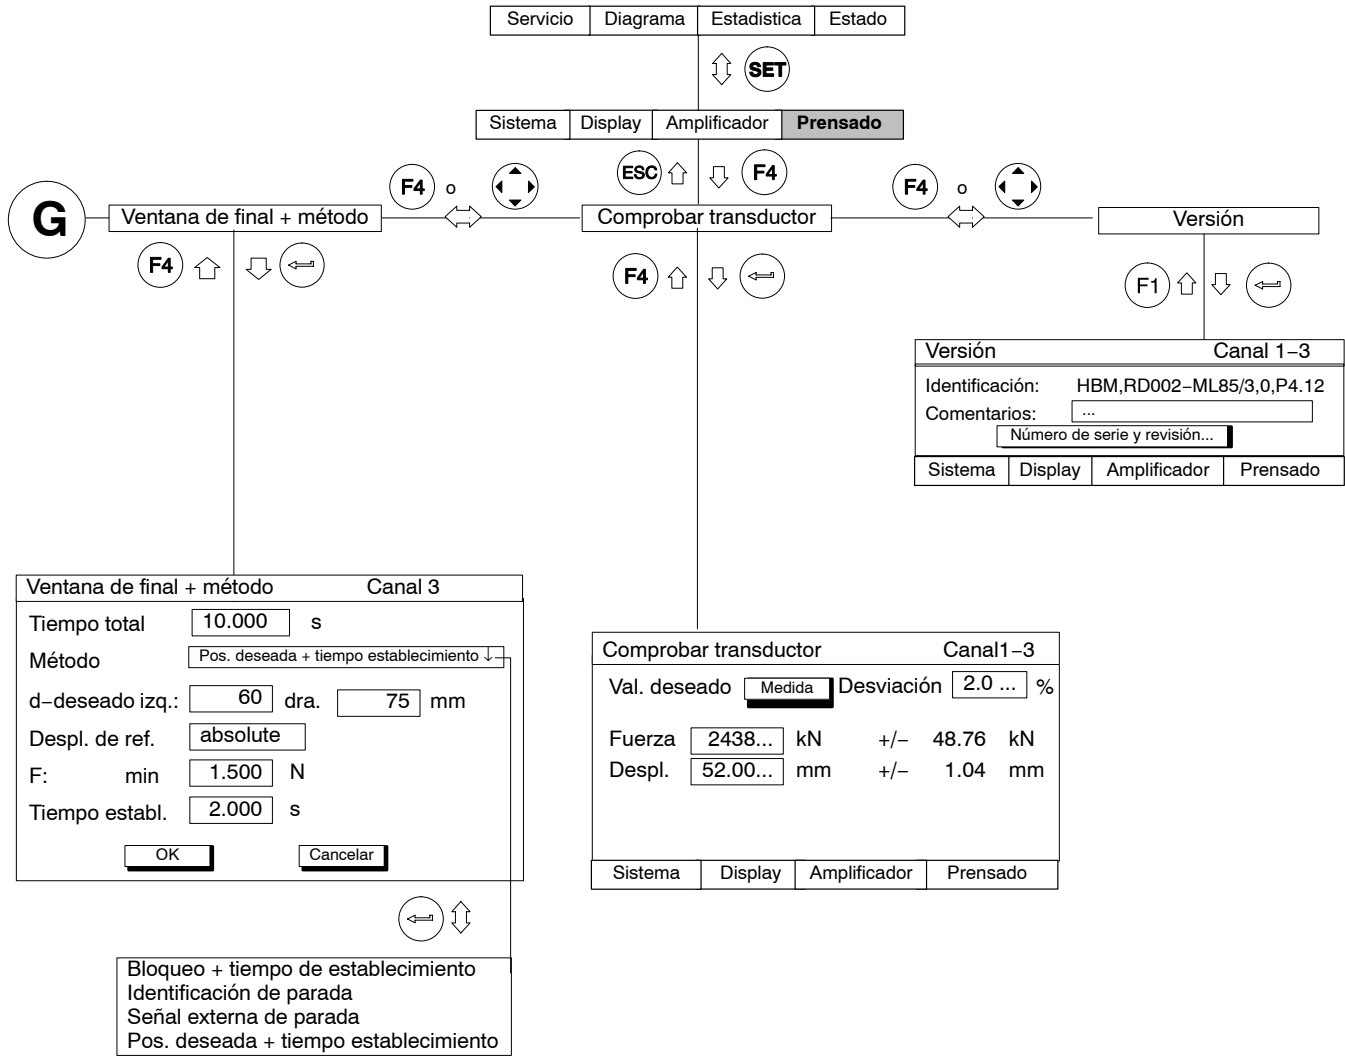 Servicio Diagrama Estadistica Estado
SET
Sistema Display Amplificador Prensado
F4 o ESC F4 F4 o
G Ventana de final + método Comprobar transductor Versión
F4 F4 F1
Versión Canal 1–3
Identificación: HBM,RD002–ML85/3,0,P4.12
Comentarios: ...
Número de serie y revisión...
Sistema Display Amplificador Prensado
Ventana de final + método Canal 3
Tiempo total 10.000 s
Método Pos. deseada + tiempo establecimiento ↓
d–deseado izq.: 60 dra. 75 mm
Despl. de ref. absolute
F: min 1.500 N
Tiempo establ. 2.000 s
OK Cancelar
Comprobar transductor Canal1–3
Val. deseado Medida Desviación 2.0 ... %
Fuerza 2438... kN +/– 48.76 kN
Despl. 52.00... mm +/– 1.04 mm
Sistema Display Amplificador Prensado
Bloqueo + tiempo de establecimiento
Identificación de parada
Señal externa de parada
Pos. deseada + tiempo establecimiento